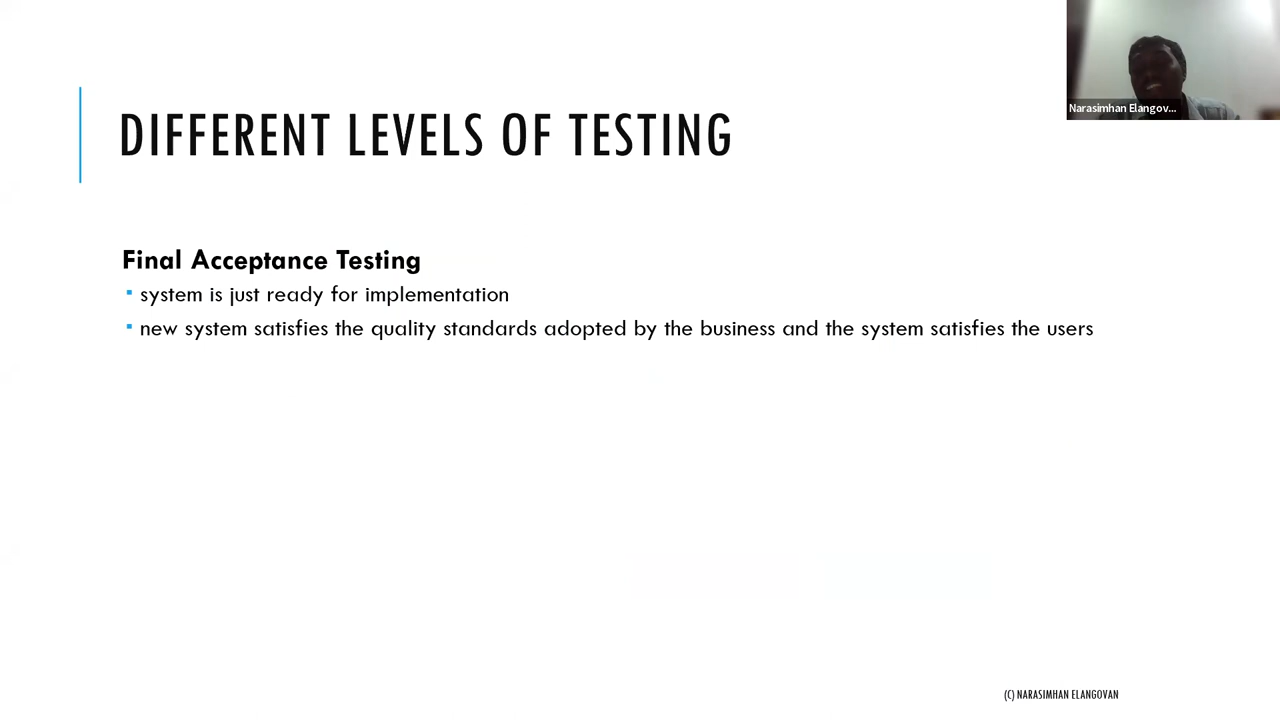 Narasimhan Elangov...
DIFFERENT LEVELS OF TESTING
Final Acceptance Testing
▪ system is just ready for implementation
▪ new system satisfies the quality standards adopted by the business and the system satisfies the users
(C) NARASIMHAN ELANGOVAN